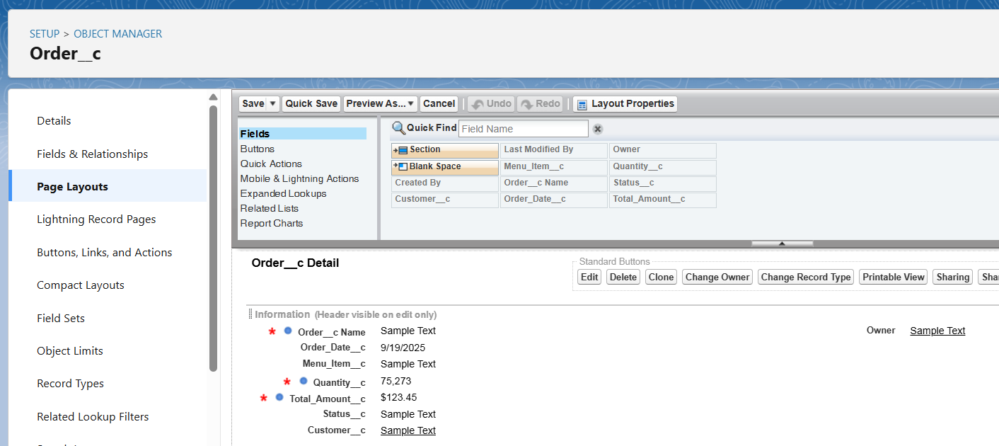 SETUP > OBJECT MANAGER
Order__c
Details
Fields & Relationships
Page Layouts
Lightning Record Pages
Buttons, Links, and Actions
Compact Layouts
Field Sets
Object Limits
Record Types
Related Lookup Filters
Save Quick Save Preview As... Cancel Undo Redo Layout Properties
Fields
Buttons
Quick Actions
Mobile & Lightning Actions
Expanded Lookups
Related Lists
Report Charts
Quick Find Field Name
Section Last Modified By Owner
Blank Space Menu_Item__c Quantity__c
Created By Order__c Name Status__c
Customer__c Order_Date__c Total_Amount__c
Order__c Detail
Standard Buttons
Edit Delete Clone Change Owner Change Record Type Printable View Sharing
Information (Header visible on edit only)
* Order__c Name Sample Text Owner Sample Text
Order_Date__c 9/19/2025
Menu_Item__c Sample Text
* Quantity__c 75,273
* Total_Amount__c $123.45
Status__c Sample Text
Customer__c Sample Text